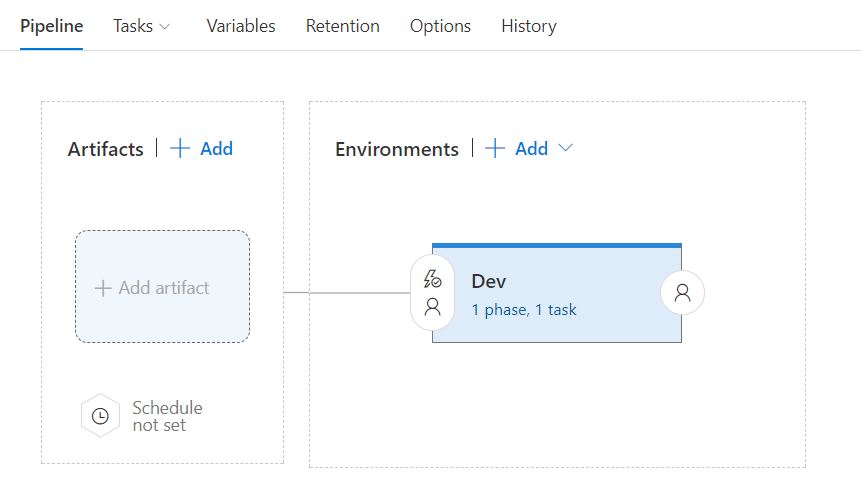 Pipeline Tasks Variables Retention Options History
Artifacts | + Add
Environments | + Add
+ Add artifact
Dev
1 phase, 1 task
Schedule
not set